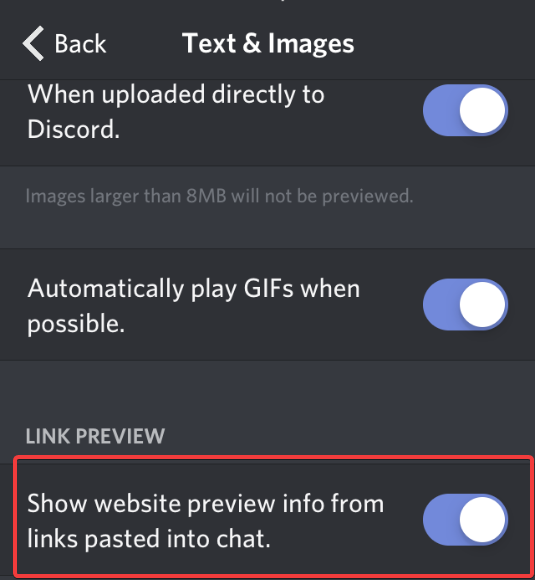 Back
Text & Images
When uploaded directly to
Discord.
Images larger than 8MB will not be previewed.
Automatically play GIFs when
possible.
LINK PREVIEW
Show website preview info from
links pasted into chat.